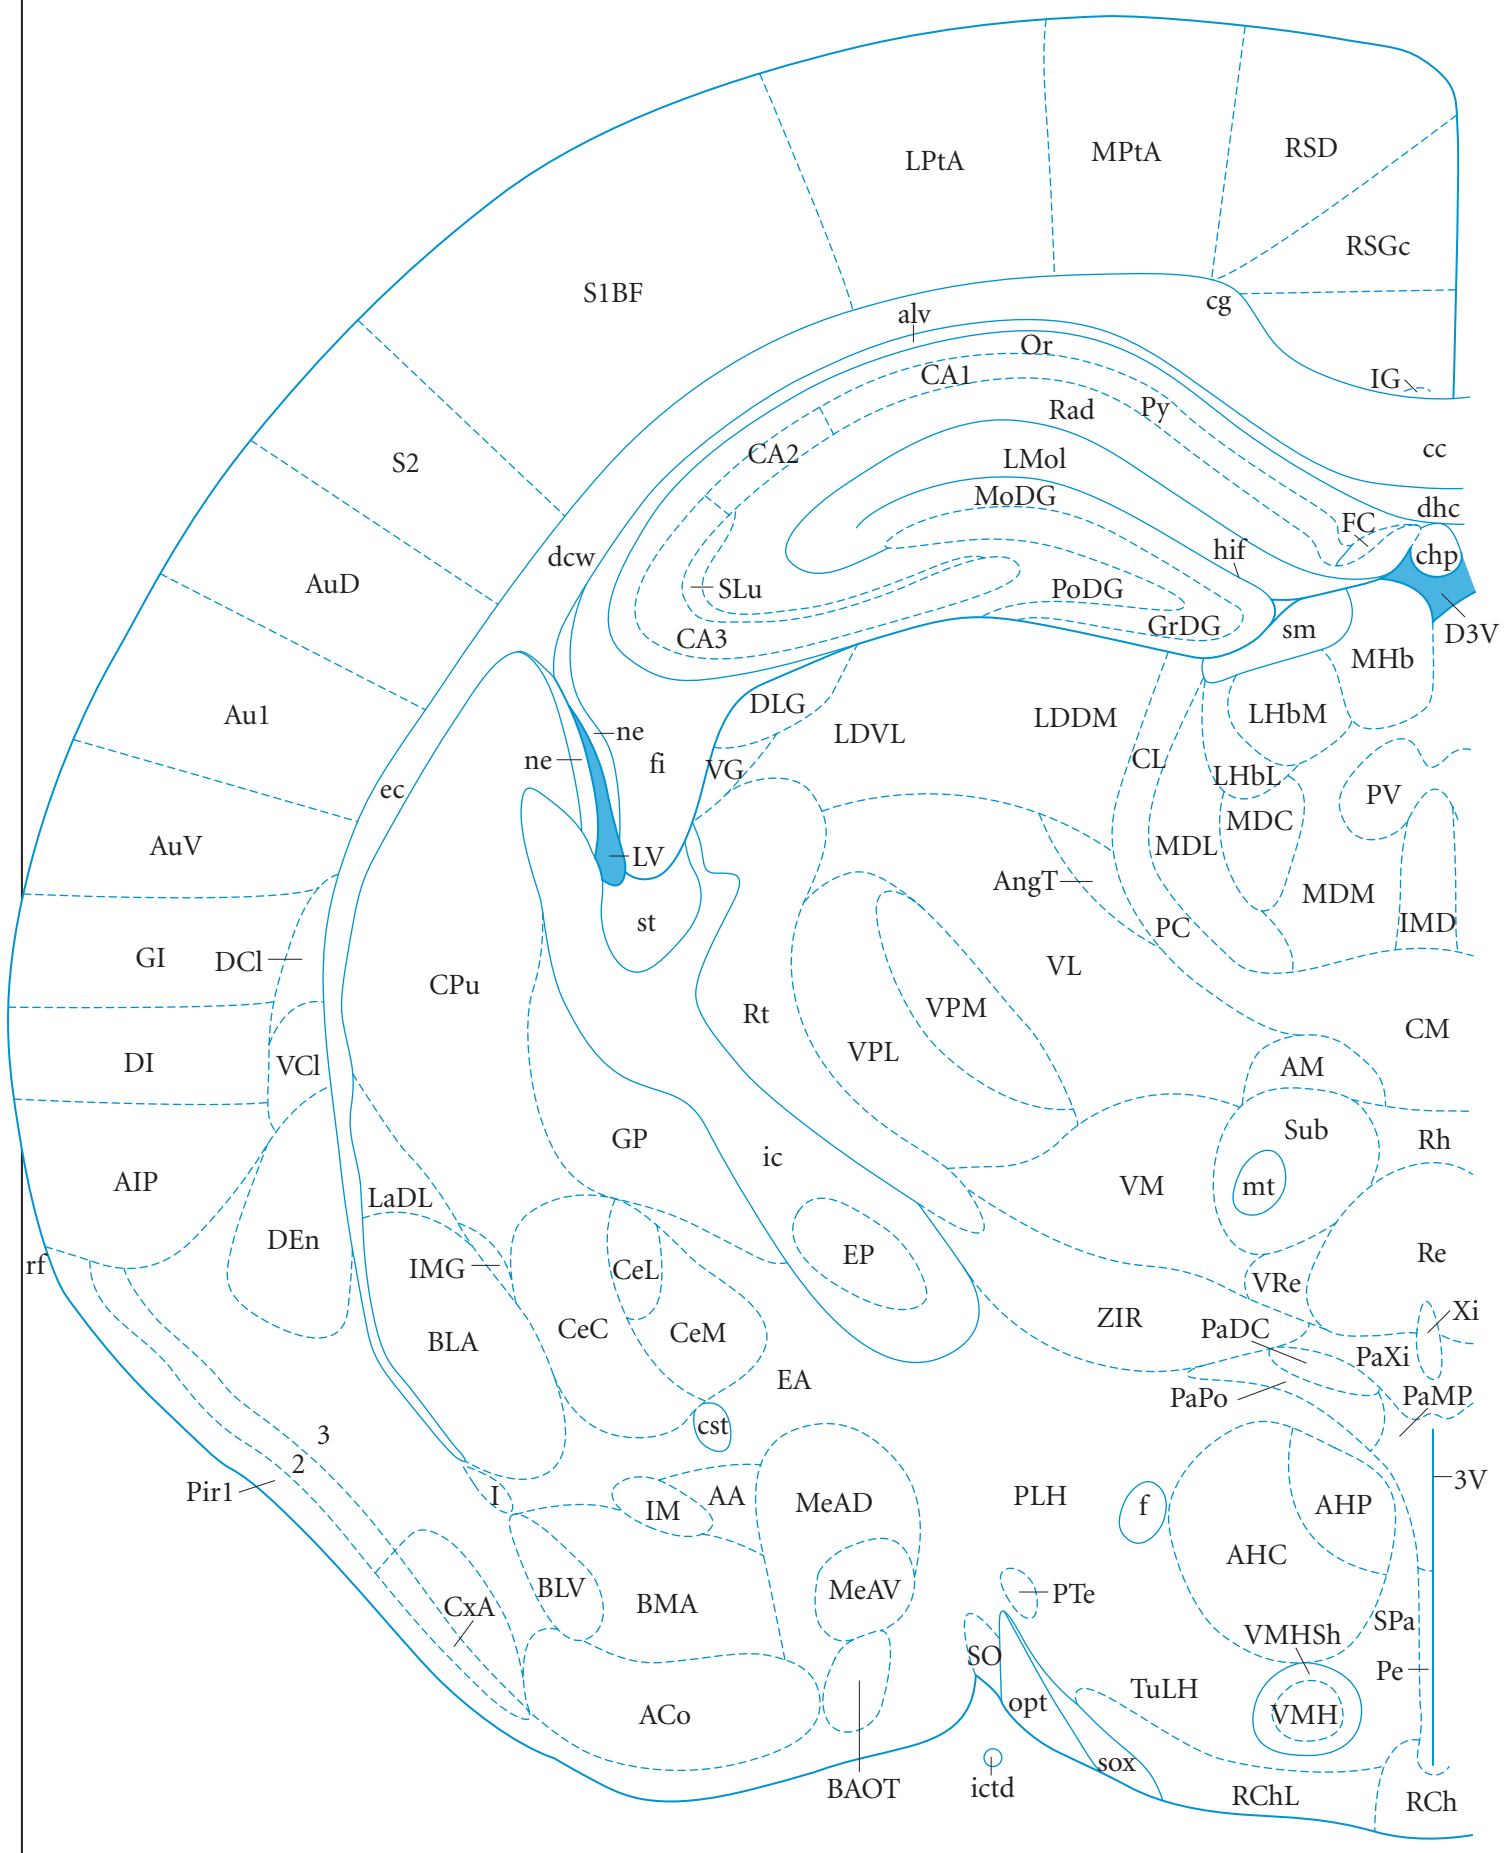 LPtA
MPtA
RSD
RSGc
S1BF
cg
alv
Or
CA1
IG
Rad
Py
cc
CA2
LMol
S2
MoDG
dhc
FC
dcw
hif
chp
AuD
SLu
PoDG
GrDG
sm
D3V
CA3
MHb
DLG
LHbM
Au1
LDVL
LDDM
ne
ne
fi
VG
CL
LHbL
ec
PV
MDC
AuV
MDL
LV
AngT
MDM
st
IMD
PC
GI
DCl
VL
CPu
VPM
Rt
CM
VPL
DI
VCl
AM
Sub
GP
Rh
ic
AIP
VM
mt
LaDL
DEn
EP
Re
rf
IMG
CeL
VRe
Xi
ZIR
PaDC
CeC
CeM
BLA
PaXi
EA
PaPo
PaMP
cst
3
2
Pir1
3V
I
IM
AA
MeAD
PLH
f
AHP
AHC
BLV
MeAV
PTe
BMA
CxA
SPa
VMHSh
SO
Pe
TuLH
opt
ACo
VMH
sox
BAOT
ictd
RChL
RCh